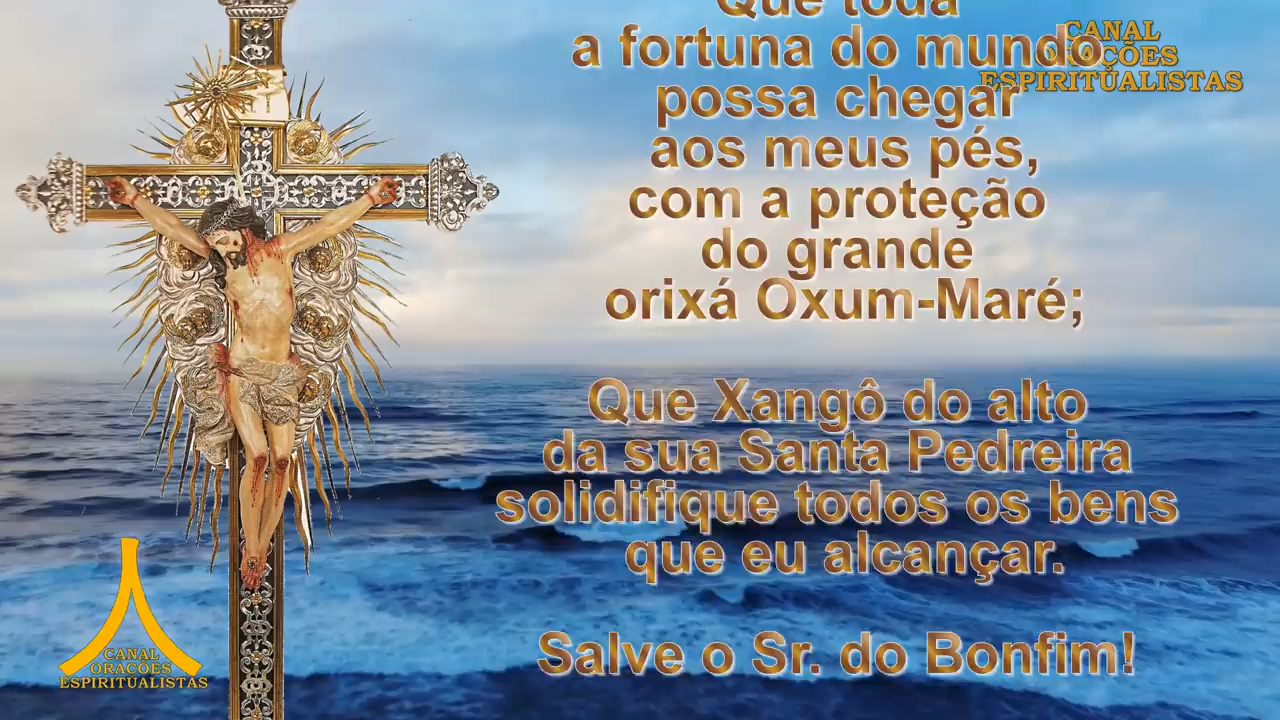 Que toda
a fortuna do mundo
possa chegar
aos meus pés,
com a proteção
do grande
orixá Oxum-Maré;
Que Xangô do alto
da sua Santa Pedreira
solidifique todos os bens
que eu alcançar.
Salve o Sr. do Bonfim!
CANAL
ORAÇÕES
ESPIRITUALISTAS
CANAL
ORAÇÕES
ESPIRITUALISTAS